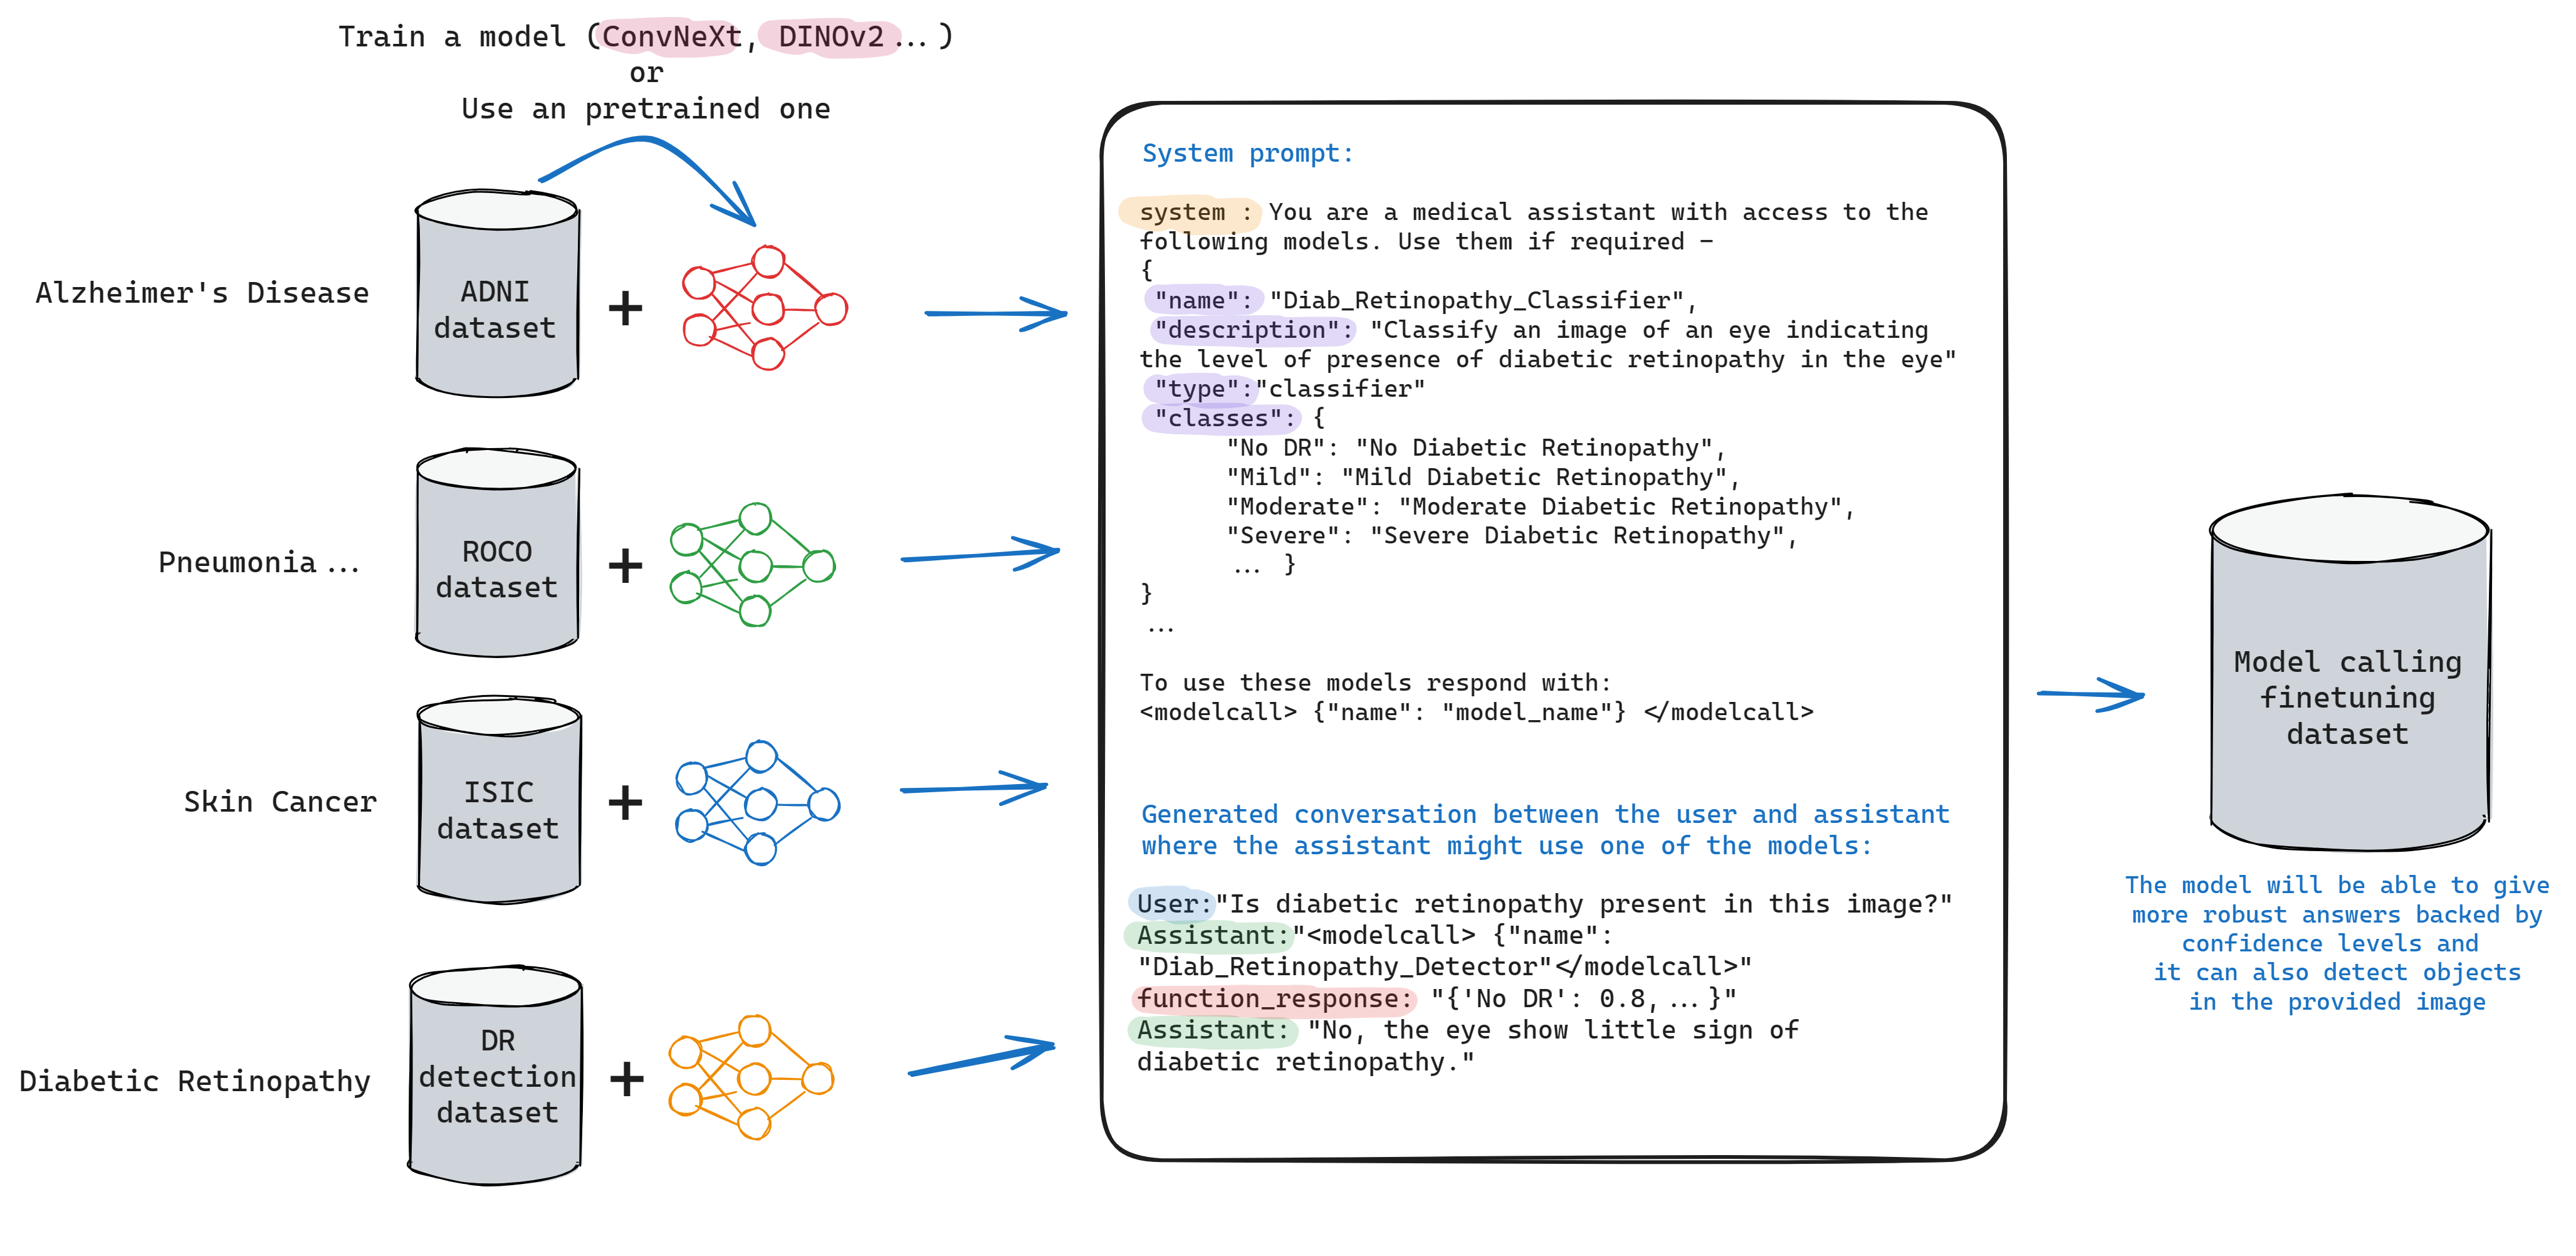 Train a model (ConvNeXt, DINOv2...)
or
Use an pretrained one
Alzheimer's Disease
ADNI
dataset
+
Pneumonia...
ROCO
dataset
+
Skin Cancer
ISIC
dataset
+
Diabetic Retinopathy
DR
detection
dataset
+
System prompt:
system : You are a medical assistant with access to the
following models. Use them if required -
{
"name": "Diab_Retinopathy_Classifier",
"description": "Classify an image of an eye indicating
the level of presence of diabetic retinopathy in the eye"
"type":"classifier"
"classes": {
"No DR": "No Diabetic Retinopathy",
"Mild": "Mild Diabetic Retinopathy",
"Moderate": "Moderate Diabetic Retinopathy",
"Severe": "Severe Diabetic Retinopathy",
... }
}
...
To use these models respond with:
<modelcall> {"name": "model_name"} </modelcall>
Generated conversation between the user and assistant
where the assistant might use one of the models:
User:"Is diabetic retinopathy present in this image?"
Assistant:"<modelcall> {"name":
"Diab_Retinopathy_Detector"</modelcall>"
function_response: "{'No DR': 0.8,...}"
Assistant: "No, the eye show little sign of
diabetic retinopathy."
Model calling
finetuning
dataset
The model will be able to give
more robust answers backed by
confidence levels and
it can also detect objects
in the provided image